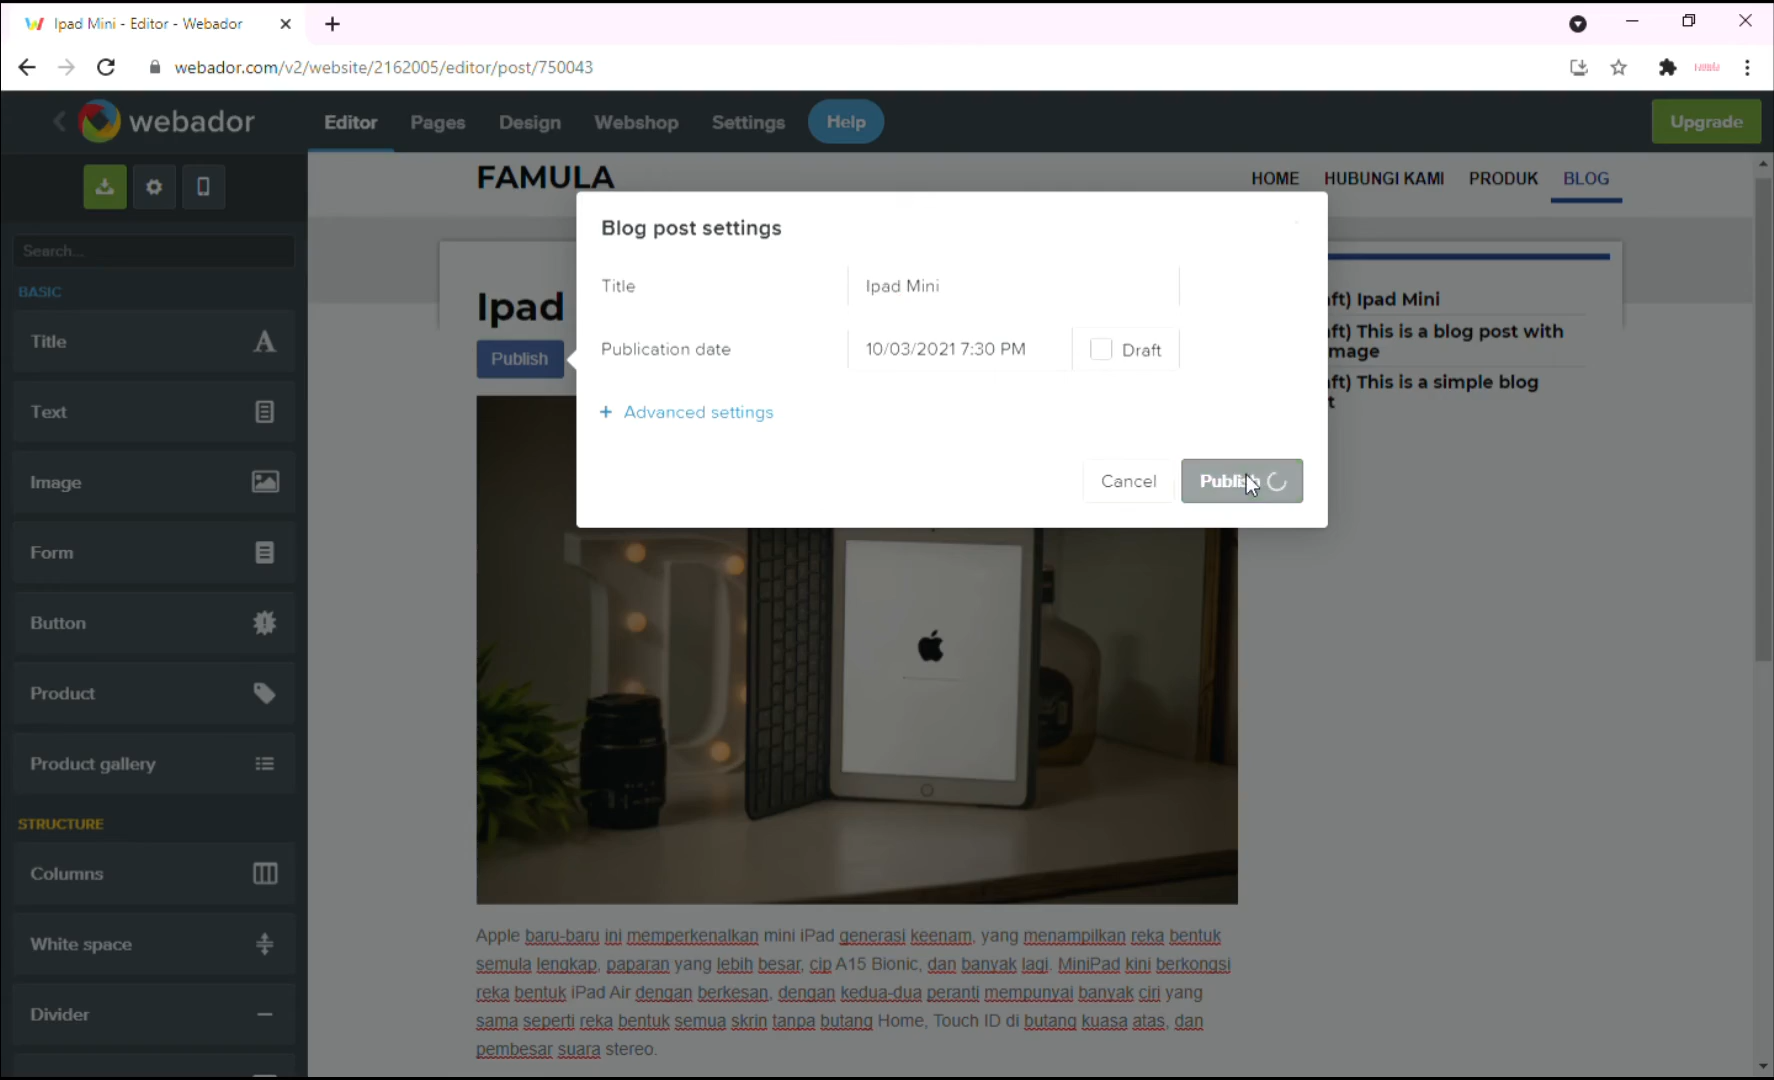 Ipad Mini - Editor - Webador
webador.com/v2/website/2162005/editor/post/750043
webador
Editor
Pages
Design
Webshop
Settings
Help
Upgrade
Search...
BASIC
Title
Text
Image
Form
Button
Product
Product gallery
STRUCTURE
Columns
White space
Divider
FAMULA
HOME
HUBUNGI KAMI
PRODUK
BLOG
Ipad
Publish
Blog post settings
Title
Ipad Mini
Publication date
10/03/2021 7:30 PM
Draft
+ Advanced settings
Cancel
Publish
ft) Ipad Mini
ft) This is a blog post with
mage
ft) This is a simple blog
t
Apple baru-baru ini memperkenalkan mini iPad generasi keenam, yang menampilkan reka bentuk
semula lengkap, paparan yang lebih besar, cip A15 Bionic, dan banyak lagi. MiniPad kini berkongsi
reka bentuk iPad Air dengan berkesan, dengan kedua-dua peranti mempunyai banyak ciri yang
sama seperti reka bentuk semua skrin tanpa butang Home, Touch ID di butang kuasa atas, dan
pembesar suara stereo.